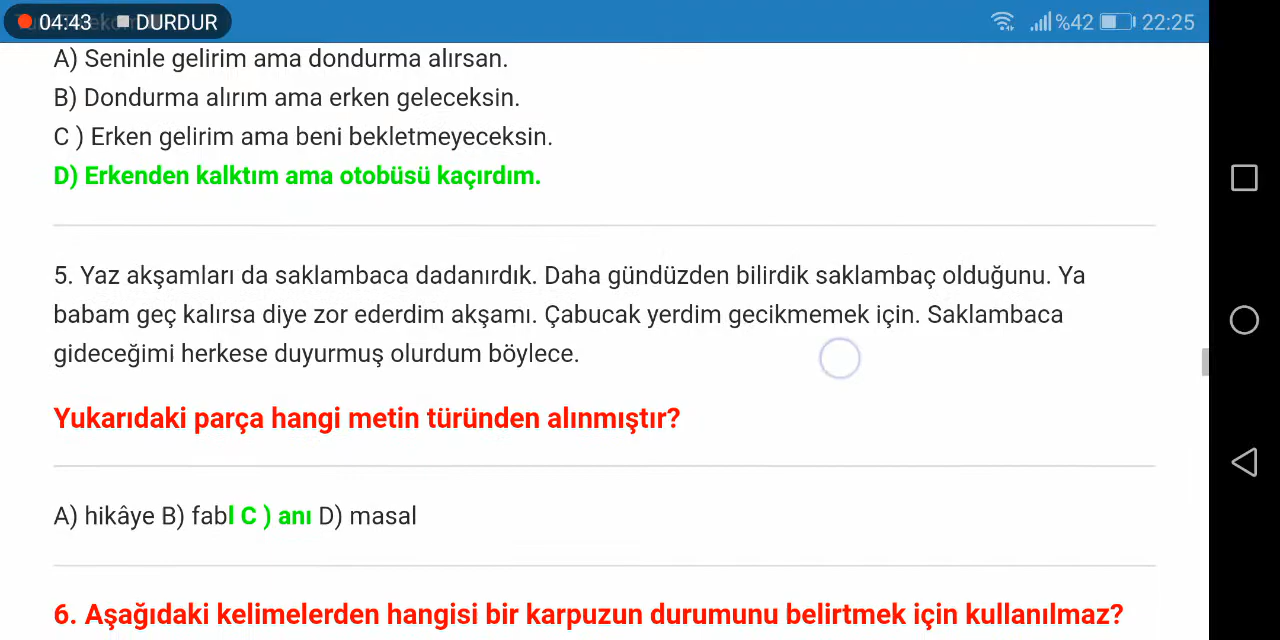 04:43 DURDUR %42 22:25
A) Seninle gelirim ama dondurma alırsan.
B) Dondurma alırım ama erken geleceksin.
C ) Erken gelirim ama beni bekletmeyeceksin.
D) Erkenden kalktım ama otobüsü kaçırdım.
5. Yaz akşamları da saklambaca dadanırdık. Daha gündüzden bilirdik saklambaç olduğunu. Ya
babam geç kalırsa diye zor ederdim akşamı. Çabucak yerdim gecikmemek için. Saklambaca
gideceğimi herkese duyurmuş olurdum böylece.
Yukarıdaki parça hangi metin türünden alınmıştır?
A) hikâye B) fabl C ) anı D) masal
6. Aşağıdaki kelimelerden hangisi bir karpuzun durumunu belirtmek için kullanılmaz?